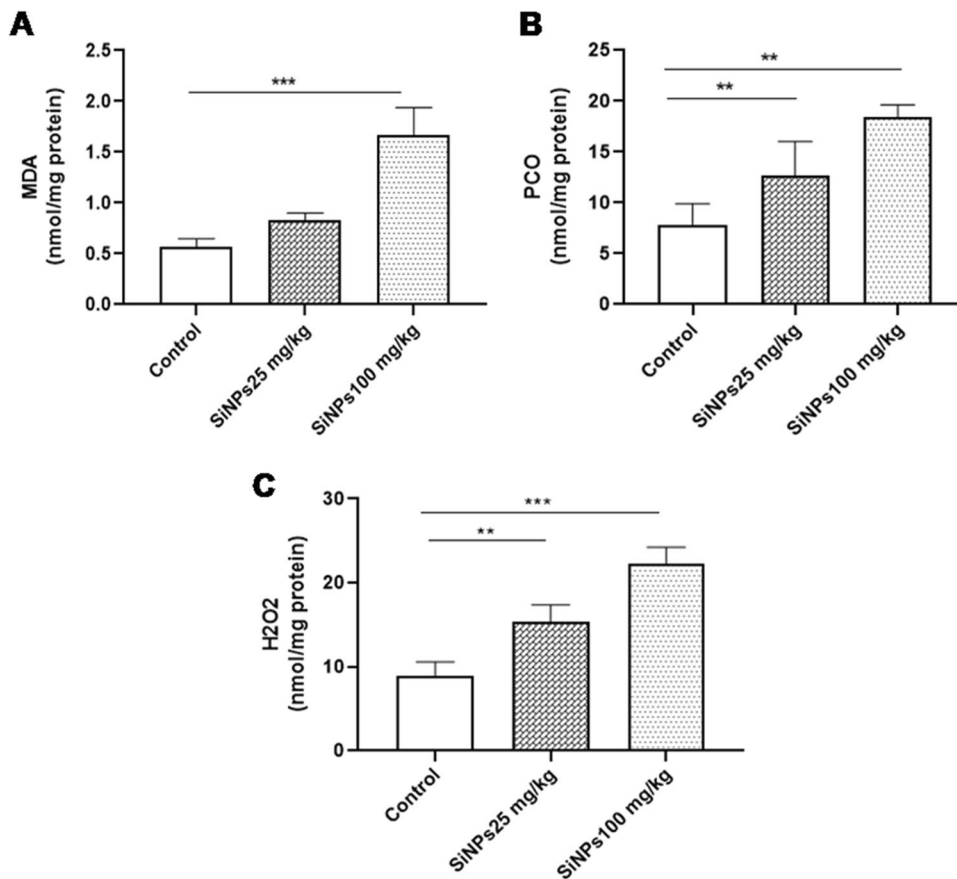 A
MDA
(nmol/mg protein)
2.5
2.0
1.5
1.0
0.5
0.0
***
Control
SiNPs25 mg/kg
SiNPs100 mg/kg
B
PCO
(nmol/mg protein)
25
20
15
10
5
0
**
**
Control
SiNPs25 mg/kg
SiNPs100 mg/kg
C
H2O2
(nmol/mg protein)
30
20
10
0
***
**
Control
SiNPs25 mg/kg
SiNPs100 mg/kg